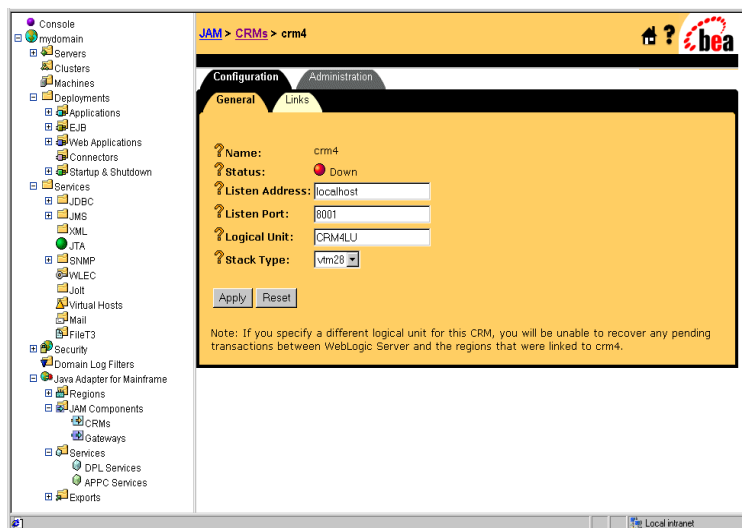 Console
mydomain
Servers
Clusters
Machines
Deployments
Applications
EJB
Web Applications
Connectors
Startup & Shutdown
Services
JDBC
JMS
XML
JTA
SNMP
WLEC
Jolt
Virtual Hosts
Mail
FileT3
Security
Domain Log Filters
Java Adapter for Mainframe
Regions
JAM Components
CRMs
Gateways
Services
DPL Services
APPC Services
Exports
JAM > CRMs > crm4
? bea
Configuration Administration
General Links
? Name: crm4
? Status: Down
? Listen Address: localhost
? Listen Port: 8001
? Logical Unit: CRM4LU
? Stack Type: vtm28
Apply Reset
Note: If you specify a different logical unit for this CRM, you will be unable to recover any pending
transactions between WebLogic Server and the regions that were linked to crm4.
Local intranet